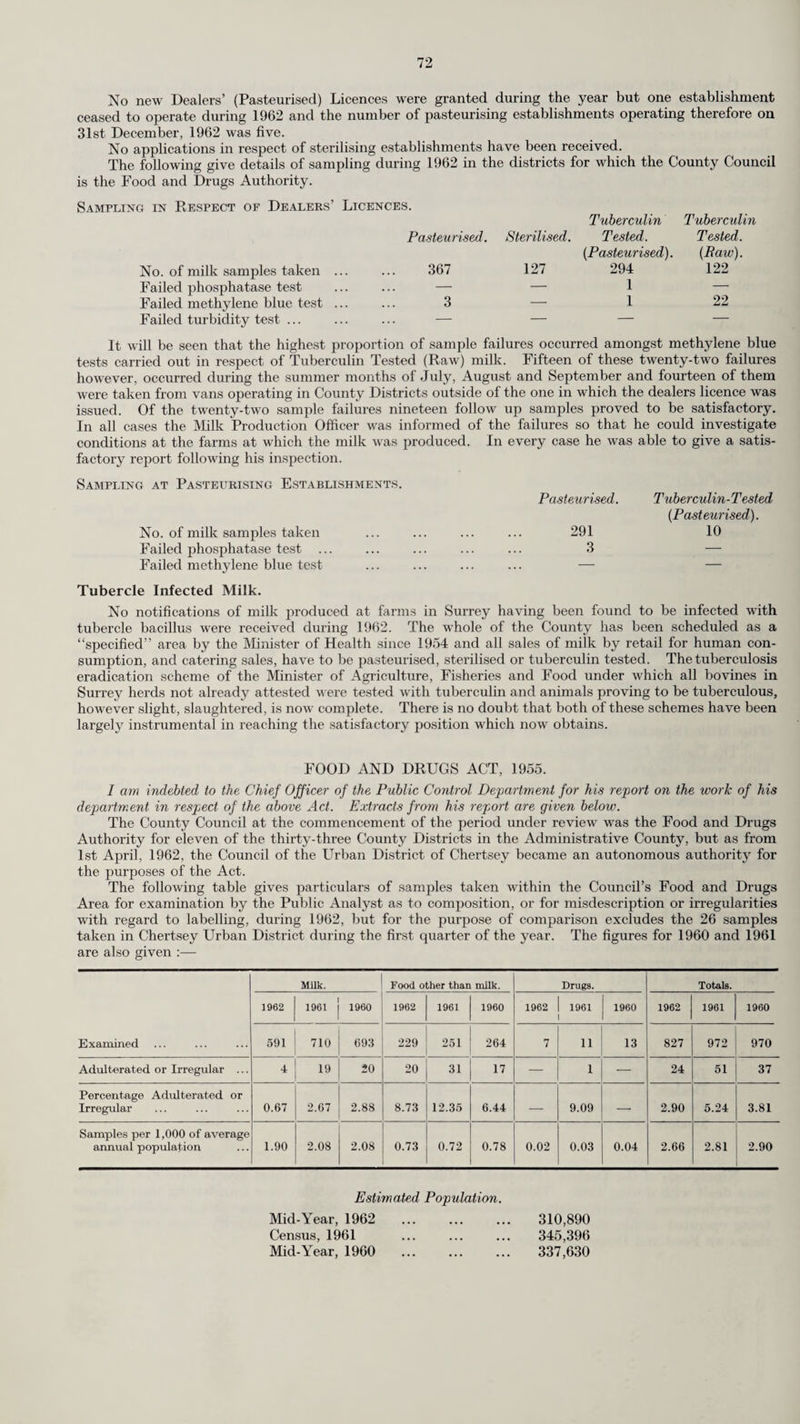 72
No new Dealers' (Pasteurised) Licences were granted during the year but one establishment
ceased to operate during 1962 and the number of pasteurising establishments operating therefore on
31st December, 1962 was five.
No applications in respect of sterilising establishments have been received.
The following give details of sampling during 1962 in the districts for which the County Council
is the Food and Drugs Authority.
Sampling in Respect of Dealers' Licences.
Tuberculin Tuberculin
Pasteurised. Sterilised. Tested. Tested.
(Pasteurised). (Raw).
No. of milk samples taken ... ... 367 127 294 122
Failed phosphatase test ... ... — — 1 —
Failed methylene blue test ... ... 3 — 1 22
Failed turbidity test ... ... ... — — — —
It will be seen that the highest proportion of sample failures occurred amongst methylene blue
tests carried out in respect of Tuberculin Tested (Raw) milk. Fifteen of these twenty-two failures
however, occurred during the summer months of July, August and September and fourteen of them
were taken from vans operating in County Districts outside of the one in which the dealers licence was
issued. Of the twenty-two sample failures nineteen follow up samples proved to be satisfactory.
In all cases the Milk Production Officer was informed of the failures so that he could investigate
conditions at the farms at which the milk was produced. In every case he was able to give a satis-
factory report following his inspection.
Sampling at Pasteurising Establishments.
Pasteurised. Tuberculin-Tested
(Pasteurised).
No. of milk samples taken ... ... ... ... 291 10
Failed phosphatase test ... ... ... ... ... 3 —
Failed methylene blue test ... ... ... ... — —
Tubercle Infected Milk.
No notifications of milk produced at farms in Surrey having been found to be infected with
tubercle bacillus were received during 1962. The whole of the County has been scheduled as a
"specified" area by the Minister of Health since 1954 and all sales of milk by retail for human con-
sumption, and catering sales, have to be pasteurised, sterilised or tuberculin tested. The tuberculosis
eradication scheme of the Minister of Agriculture, Fisheries and Food under which all bovines in
Surrey herds not already attested were tested with tuberculin and animals proving to be tuberculous,
however slight, slaughtered, is now complete. There is no doubt that both of these schemes have been
largely instrumental in reaching the satisfactory position which now obtains.
FOOD AND DRUGS ACT, 1955.
I am indebted to the Chief Officer of the Public Control Department for his report on the work of his
department in respect of the above Act. Extracts from his report are given below.
The County Council at the commencement of the period under review was the Food and Drugs
Authority for eleven of the thirty-three County Districts in the Administrative County, but as from
1st April, 1962, the Council of the Urban District of Chertsey became an autonomous authority for
the purposes of the Act.
The following table gives particulars of samples taken within the Council's Food and Drugs
Area for examination by the Public Analyst as to composition, or for misdescription or irregularities
with regard to labelling, during 1962, but for the purpose of comparison excludes the 26 samples
taken in Chertsey Urban District during the first quarter of the year. The figures for 1960 and 1961
are also given :—
Milk. Food other than milk. Drugs. Totals.
1962 1961 1960 1962 1961 1960 1962 1961 1960 1962 1961 1960
Examined ... ... ... 591 710 693 229 251 264 7 11 13 827 972 970
Adulterated or Irregular ... 4 19 20 20 31 17 — 1 — 24 51 37
Percentage Adulterated or
Irregular ... ... ... 0.67 2.67 2.88 8.73 12.35 6.44 — 9.09 — 2.90 5.24 3.81
Samples per 1,000 of average
annual population ... 1.90 2.08 2.08 0.73 0.72 0.78 0.02 0.03 0.04 2.66 2.81 2.90
Estimated Population.
Mid-Year, 1962 ... ... ... 310,890
Census, 1961 ... ... ... 345,396
Mid-Year, 1960 ... ... ... 337,630